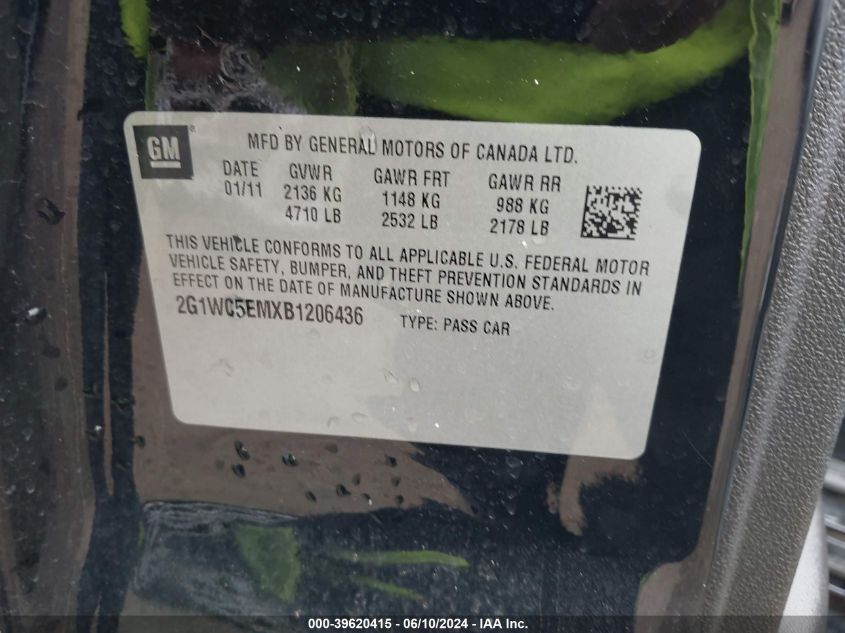 GM
MFD BY GENERAL MOTORS OF CANADA LTD.
DATE GVWR GAWR FRT GAWR RR
01/11 2136 KG 1148 KG 988 KG
4710 LB 2532 LB 2178 LB
THIS VEHICLE CONFORMS TO ALL APPLICABLE U.S. FEDERAL MOTOR
VEHICLE SAFETY, BUMPER, AND THEFT PREVENTION STANDARDS IN
EFFECT ON THE DATE OF MANUFACTURE SHOWN ABOVE.
2G1WC5EMXB1206436 TYPE: PASS CAR
000-39620415 - 06/10/2024 - IAA Inc.